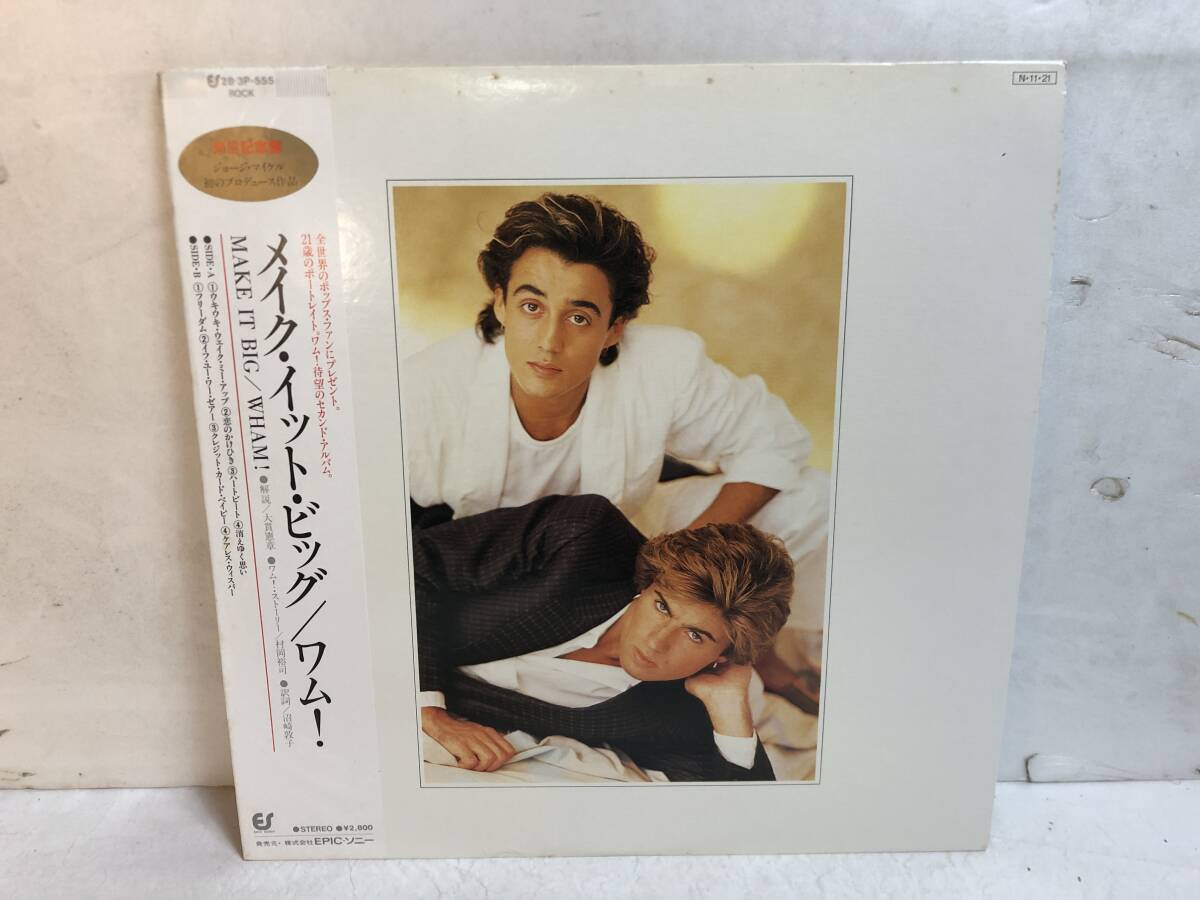 ES 28・3P-555
ROCK
N・11・21
記念盤
ジョージ・マイケル
初のプロデュース作品
全世界のポップス・ファンにプレゼント。
21歳のポートレイト。ワム！待望のセカンド・アルバム。
メイク・イット・ビッグ／ワム！
MAKE IT BIG／WHAM！
●解説／大貫憲章 ●ワム！・ストーリー／村岡裕司 ●訳詞／沼崎敦子
●SIDE・A ①ウキウキ・ウェイク・ミー・アップ ②恋のかけひき ③ハートビート ④消えゆく思い
●SIDE・B ①フリーダム ②イフ・ユー・ワー・ゼアー ③クレジット・カード・ベイビー ④ケアレス・ウィスパー
ES
●STEREO ●¥2,800
発売元・株式会社EPIC・ソニー